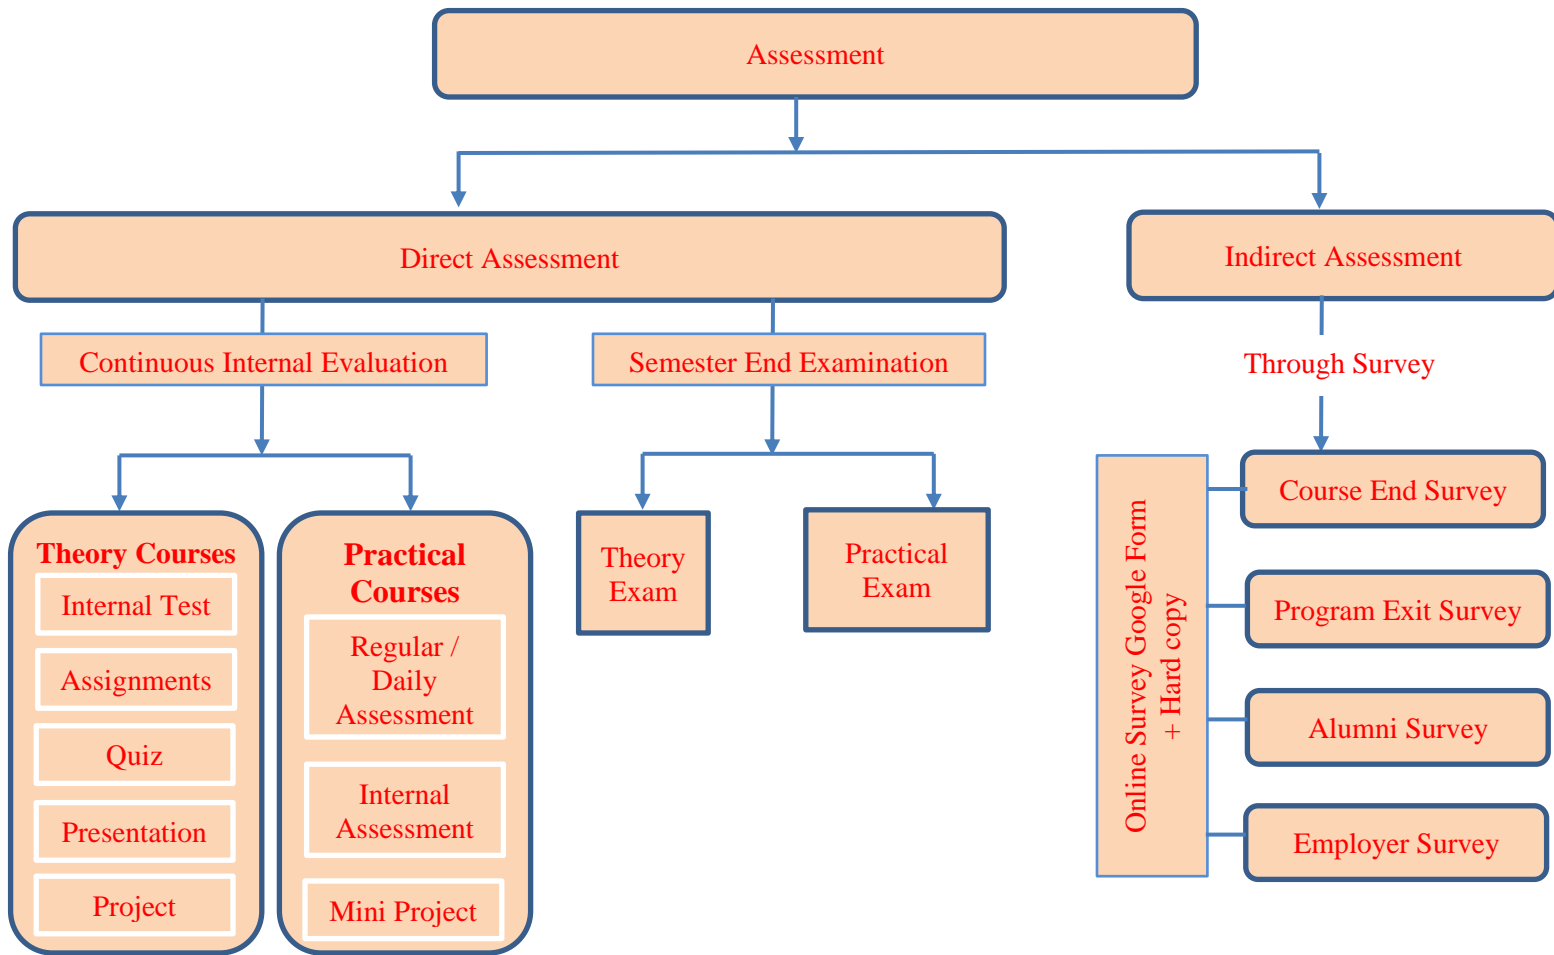 Assessment
Direct Assessment
Indirect Assessment
Continuous Internal Evaluation
Semester End Examination
Through Survey
Theory Courses
Internal Test
Assignments
Quiz
Presentation
Project
Practical
Courses
Regular /
Daily
Assessment
Internal
Assessment
Mini Project
Theory
Exam
Practical
Exam
Online Survey Google Form
+ Hard copy
Course End Survey
Program Exit Survey
Alumni Survey
Employer Survey